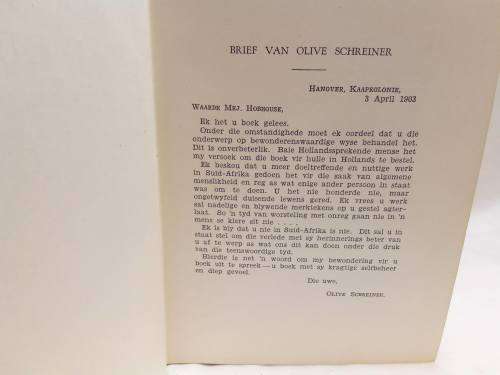 BRIEF VAN OLIVE SCHREINER
HANOVER, KAAPKOLONIE,
3 April 1903
WAARDE MEJ. HOBHOUSE,
Ek het u boek gelees.
Onder die omstandighede moet ek oordeel dat u die
onderwerp op bewonderenswaardige wyse behandel het.
Dit is onverbeterlik. Baie Hollandssprekende mense het
my versoek om die boek vir hulle in Hollands te bestel.
Ek beskou dat u meer doeltreffende en nuttige werk
in Suid-Afrika gedoen het vir die saak van algemene
menslikheid en reg as wat enige ander persoon in staat
was om te doen. U het nie honderde nie, maar
ongetwyfeld duisende lewens gered. Ek vrees u werk
sal nadelige en blywende merktekens op u gestel agter-
laat. So 'n tyd van worsteling met onreg gaan nie in 'n
mens se klere sit nie ....
Ek is bly dat u nie in Suid-Afrika is nie. Dit sal u in
staat stel om die verlede met sy herinnerings beter van
u af te werp as wat ons dit kan doen onder die druk
van die teenswoordige tyd.
Hierdie is net 'n woord om my bewondering vir u
boek uit te spreek—u boek met sy kragtige selfbeheer
en diep gevoel.
Die uwe,
OLIVE SCHREINER.